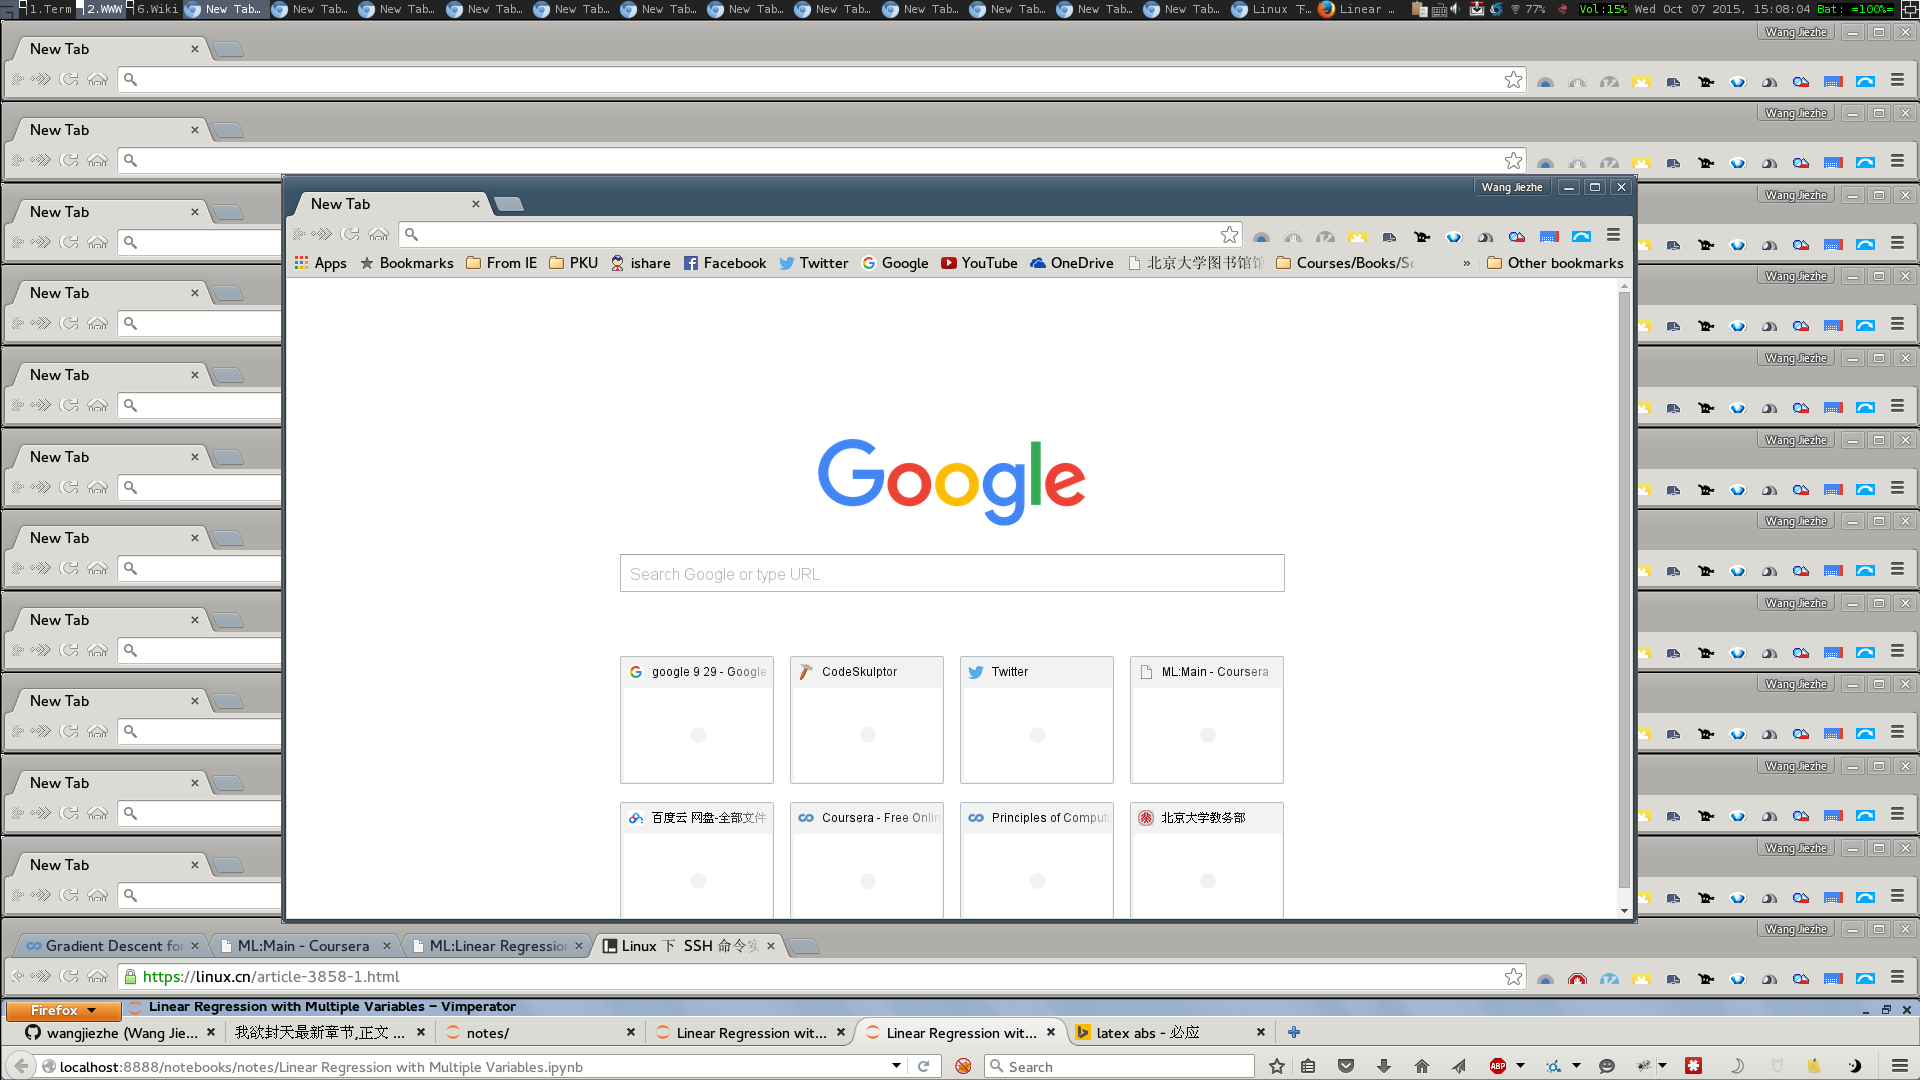 1.Term 2.WWW 6.Wiki New Tab… New Tab… New Tab… New Tab… New Tab… New Tab… New Tab… New Tab… New Tab… New Tab… New Tab… New Tab… Linux 下… Linear … 77% Vol:15% Wed Oct 07 2015, 15:08:04 Bat: =100%=
Wang Jiezhe
New Tab
Wang Jiezhe
New Tab
Wang Jiezhe
New Tab
Wang Jiezhe
New Tab
Wang Jiezhe
New Tab
Wang Jiezhe
New Tab
Wang Jiezhe
New Tab
Wang Jiezhe
New Tab
Wang Jiezhe
New Tab
Wang Jiezhe
New Tab
Wang Jiezhe
New Tab
Wang Jiezhe
New Tab
Apps Bookmarks From IE PKU ishare Facebook Twitter Google YouTube OneDrive 北京大学图书馆馆 Courses/Books/Sc » Other bookmarks
Google
Search Google or type URL
google 9 29 - Google CodeSkulptor Twitter ML:Main - Coursera
百度云 网盘-全部文件 Coursera - Free Onlin Principles of Computi 北京大学教务部
Wang Jiezhe
Gradient Descent for ML:Main - Coursera ML:Linear Regression Linux 下 SSH 命令实
https://linux.cn/article-3858-1.html
Firefox Linear Regression with Multiple Variables – Vimperator
wangjiezhe (Wang Jie... 我欲封天最新章节,正文 ... notes/ Linear Regression wit... Linear Regression wit... latex abs - 必应
localhost:8888/notebooks/notes/Linear Regression with Multiple Variables.ipynb Search ABP